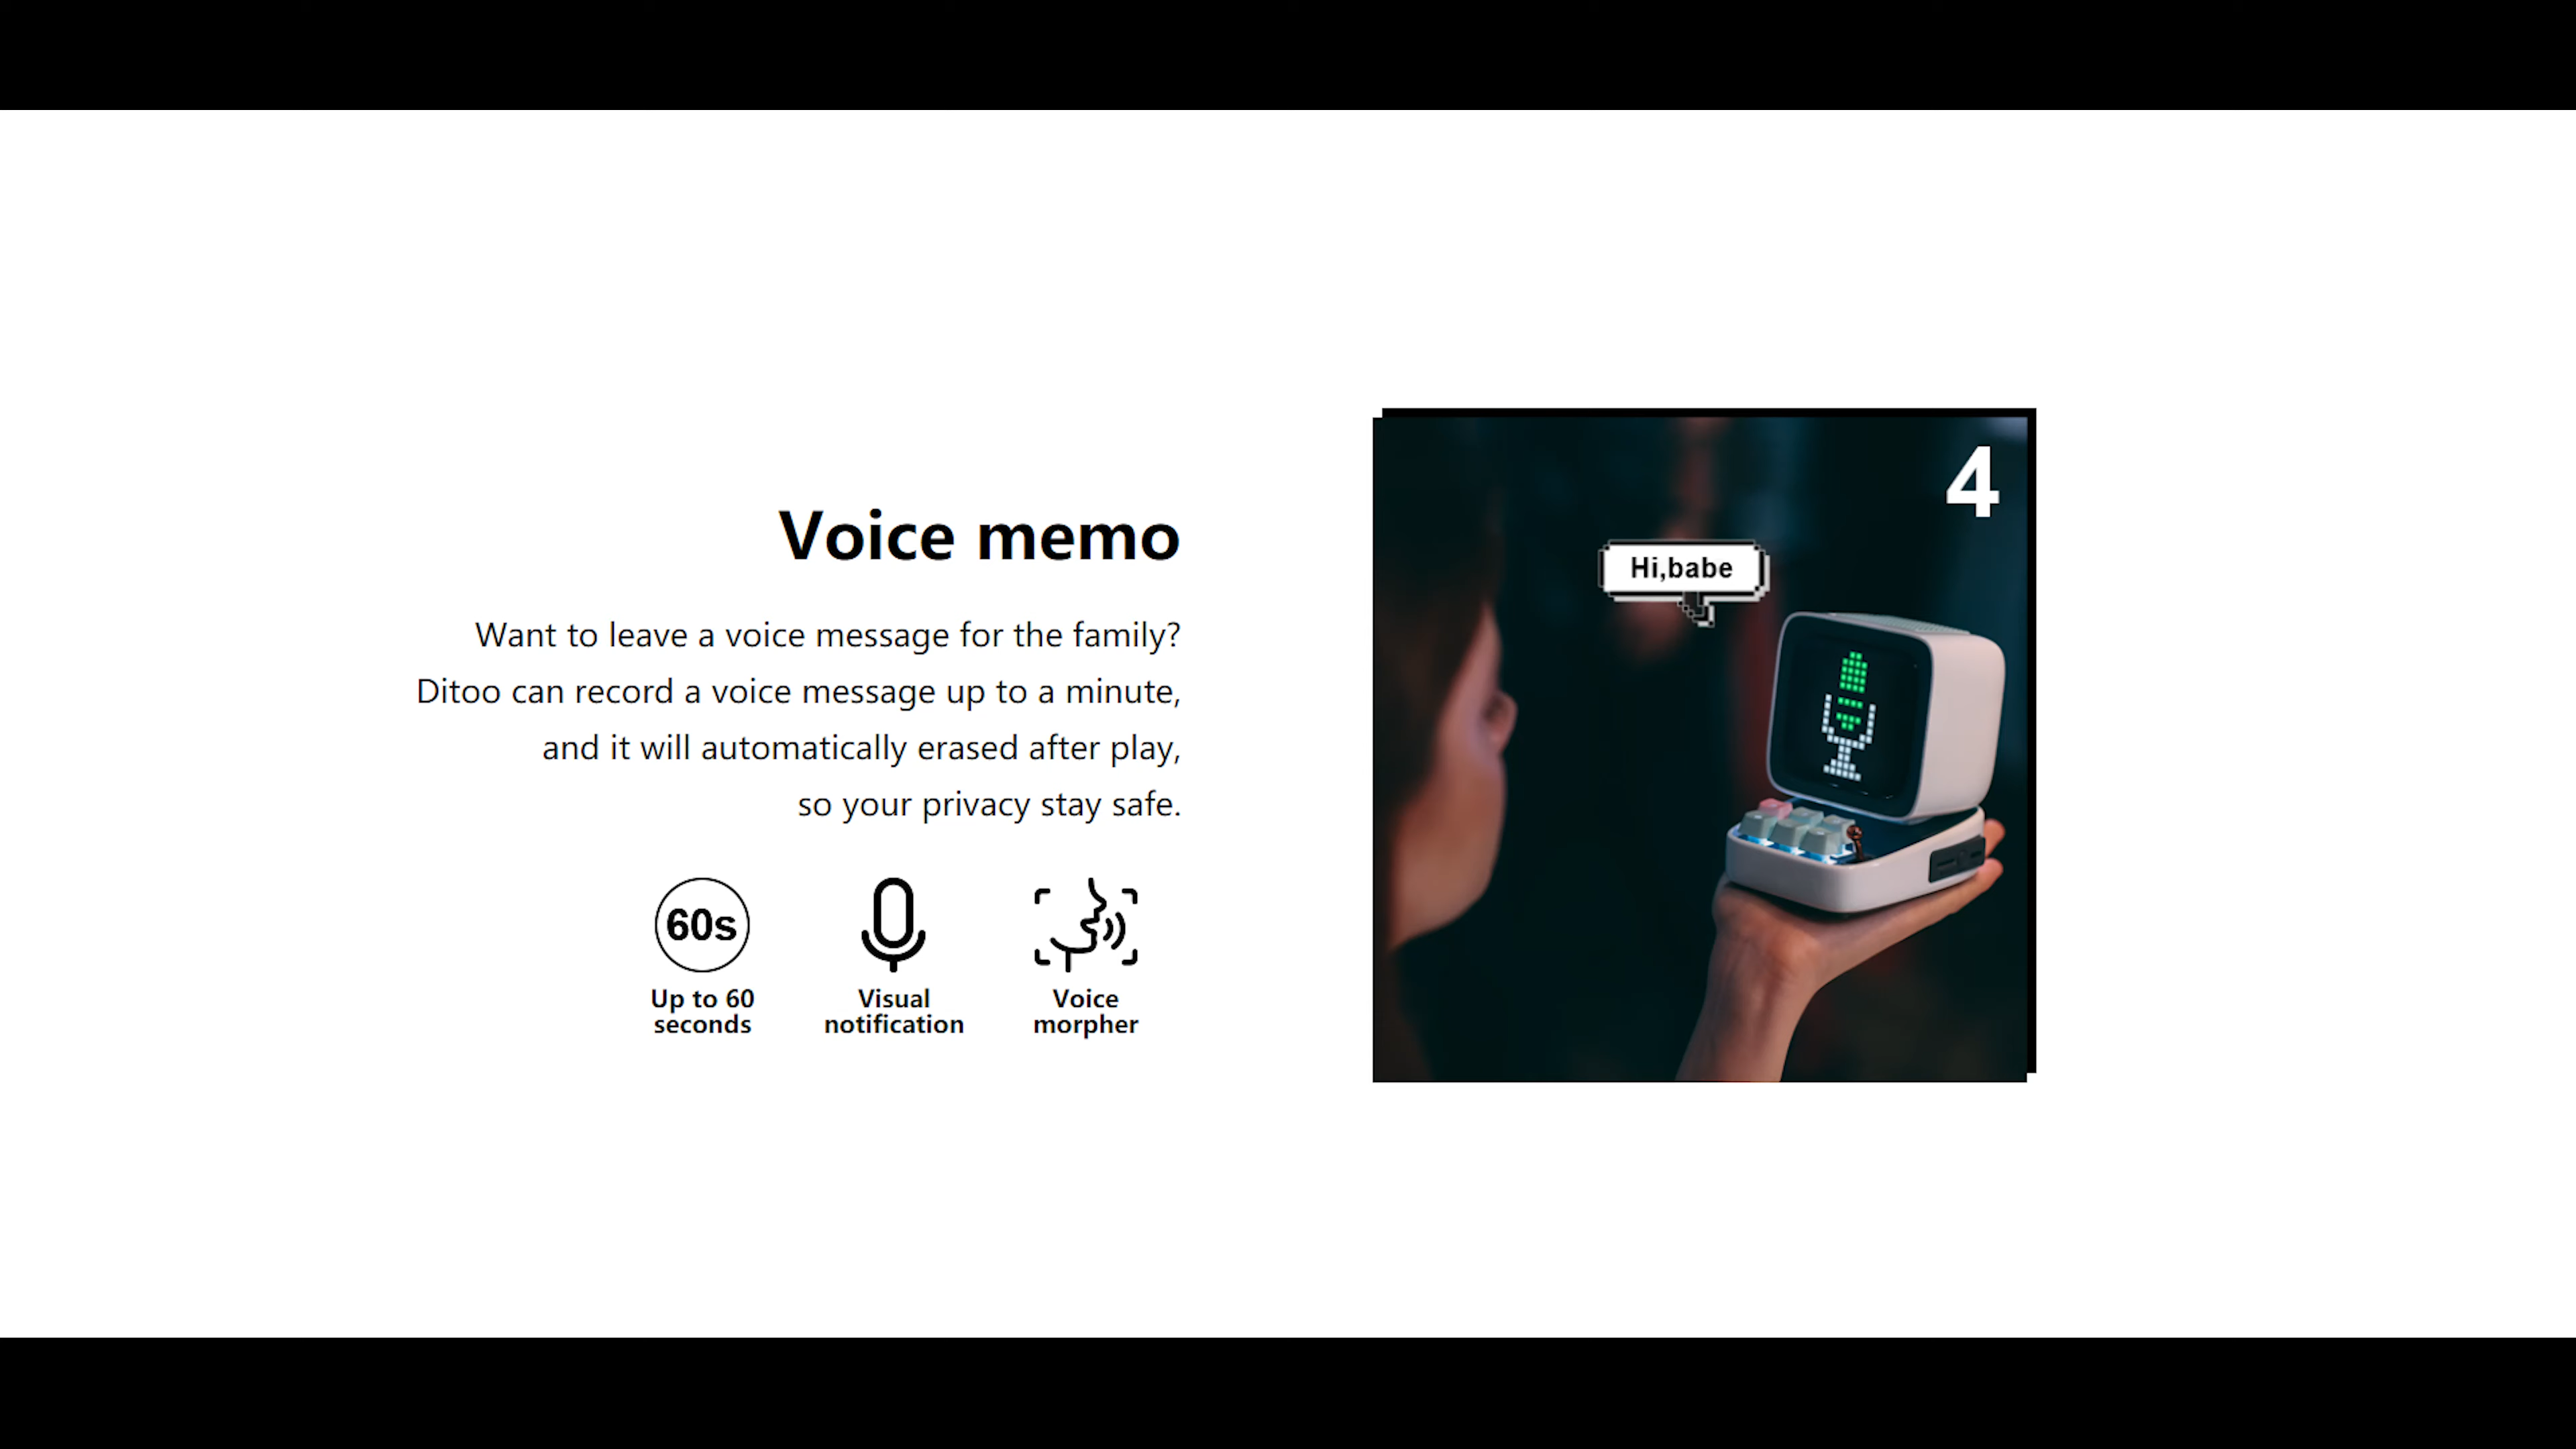 Voice memo
Want to leave a voice message for the family?
Ditoo can record a voice message up to a minute,
and it will automatically erased after play,
so your privacy stay safe.
60s
Up to 60
seconds
Visual
notification
Voice
morpher
4
Hi,babe